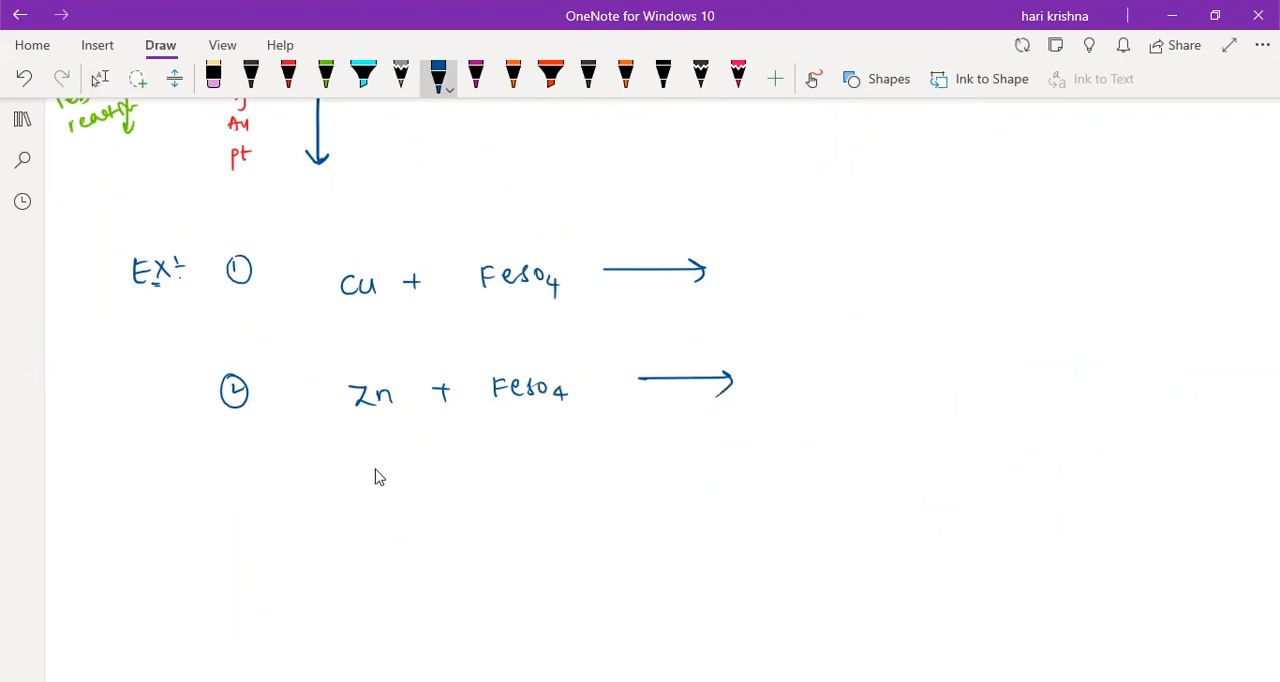 OneNote for Windows 10
hari krishna
Home Insert Draw View Help
Share
Shapes Ink to Shape Ink to Text
Au
pt
EX:- ① Cu + FeSO4 →
② Zn + FeSO4 →